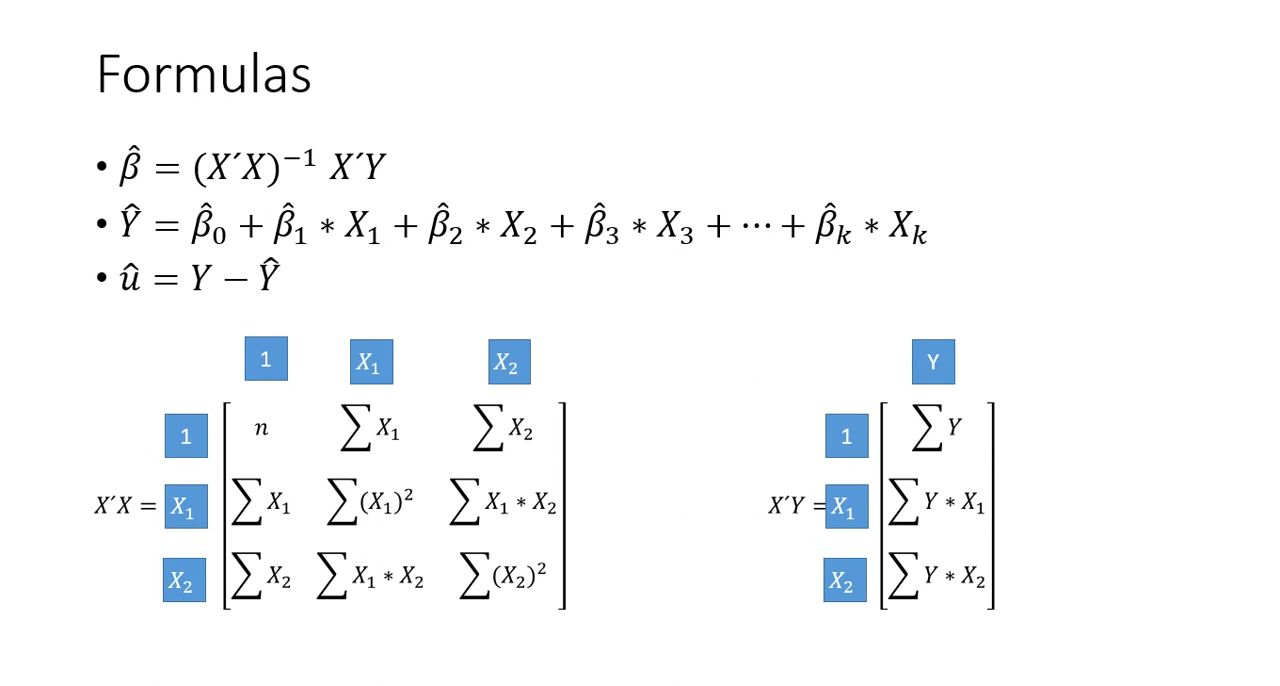 Formulas
• β̂ = (X´X)⁻¹ X´Y
• Ŷ = β̂₀ + β̂₁ ∗ X₁ + β̂₂ ∗ X₂ + β̂₃ ∗ X₃ + ⋯ + β̂ₖ ∗ Xₖ
• û = Y − Ŷ
1 X₁ X₂
1 n ∑ X₁ ∑ X₂
X´X = X₁ ∑ X₁ ∑(X₁)² ∑ X₁ ∗ X₂
X₂ ∑ X₂ ∑ X₁ ∗ X₂ ∑(X₂)²
Y
1 ∑ Y
X´Y = X₁ ∑ Y ∗ X₁
X₂ ∑ Y ∗ X₂